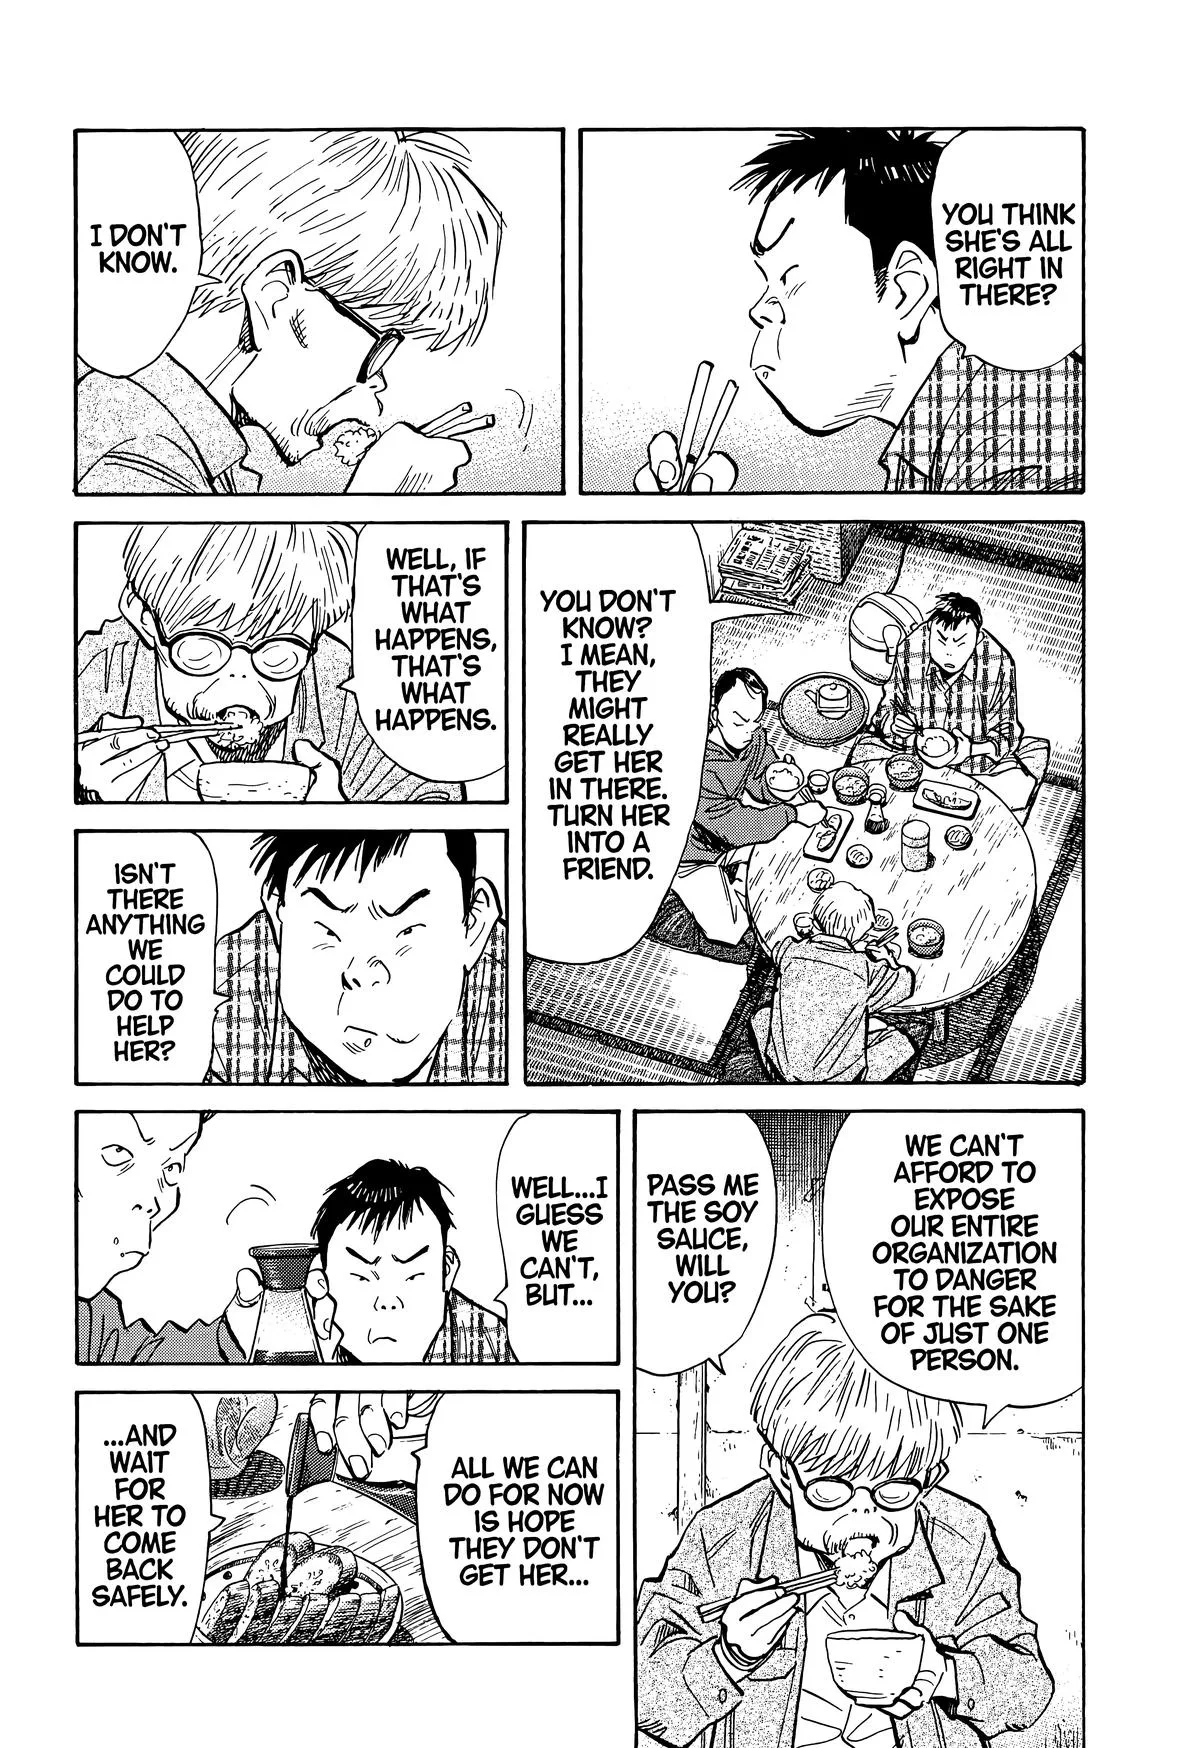 YOU THINK
SHE'S ALL
RIGHT IN
THERE?
I DON'T
KNOW.
YOU DON'T
KNOW?
I MEAN,
THEY
MIGHT
REALLY
GET HER
IN THERE.
TURN HER
INTO A
FRIEND.
WELL, IF
THAT'S
WHAT
HAPPENS,
THAT'S
WHAT
HAPPENS.
ISN'T
THERE
ANYTHING
WE
COULD
DO TO
HELP
HER?
WE CAN'T
AFFORD TO
EXPOSE
OUR ENTIRE
ORGANIZATION
TO DANGER
FOR THE SAKE
OF JUST ONE
PERSON.
PASS ME
THE SOY
SAUCE,
WILL
YOU?
WELL...I
GUESS
WE
CAN'T,
BUT...
ALL WE CAN
DO FOR NOW
IS HOPE
THEY DON'T
GET HER...
...AND
WAIT
FOR
HER TO
COME
BACK
SAFELY.